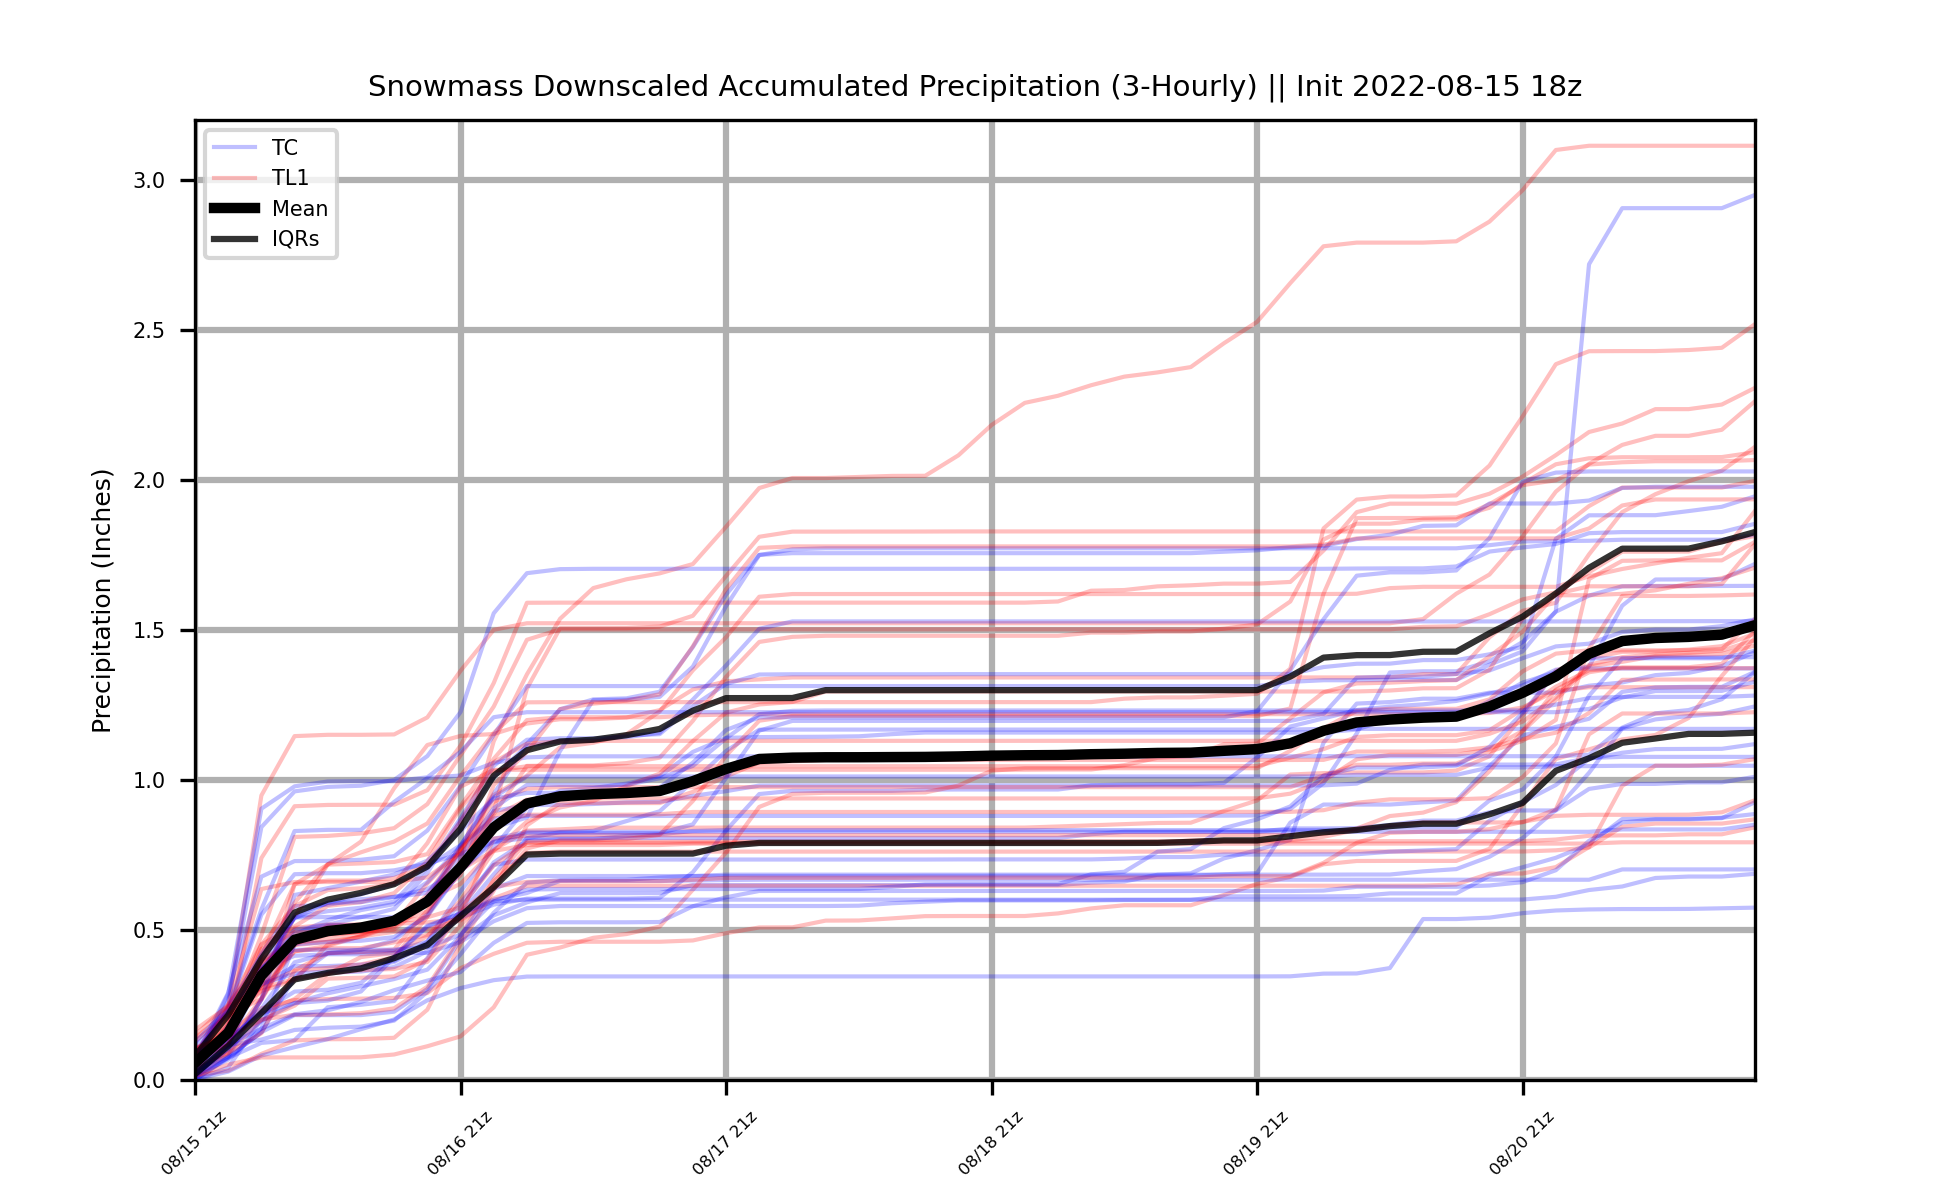 Snowmass Downscaled Accumulated Precipitation (3-Hourly) || Init 2022-08-15 18z
TC
TL1
Mean
IQRs
Precipitation (Inches)
3.0
2.5
2.0
1.5
1.0
0.5
0.0
08/15 21z
08/16 21z
08/17 21z
08/18 21z
08/19 21z
08/20 21z